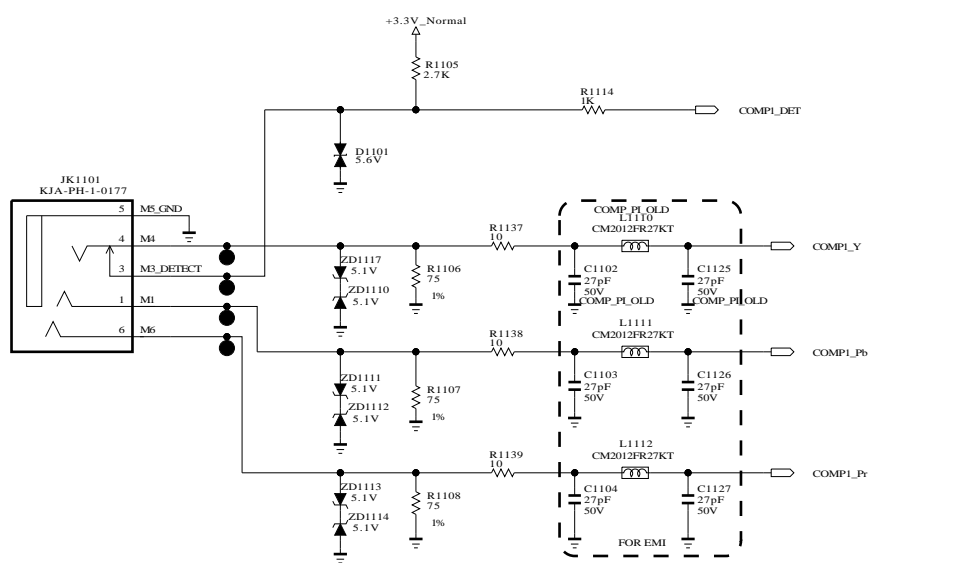 +3.3V_Normal
R1105
2.7K
R1114
1K
COMP1_DET
D1101
5.6V
JK1101
KJA-PH-1-0177
5
M5_GND
4
M4
3
M3_DETECT
1
M1
6
M6
ZD1117
5.1V
ZD1110
5.1V
R1106
75
1%
R1137
10
COMP_PI_OLD
L1110
CM2012FR27KT
C1102
27pF
50V
COMP_PI_OLD
C1125
27pF
50V
COMP_PI_OLD
COMP1_Y
ZD1111
5.1V
ZD1112
5.1V
R1107
75
1%
R1138
10
L1111
CM2012FR27KT
C1103
27pF
50V
C1126
27pF
50V
COMP1_Pb
ZD1113
5.1V
ZD1114
5.1V
R1108
75
1%
R1139
10
L1112
CM2012FR27KT
C1104
27pF
50V
C1127
27pF
50V
COMP1_Pr
FOR EMI